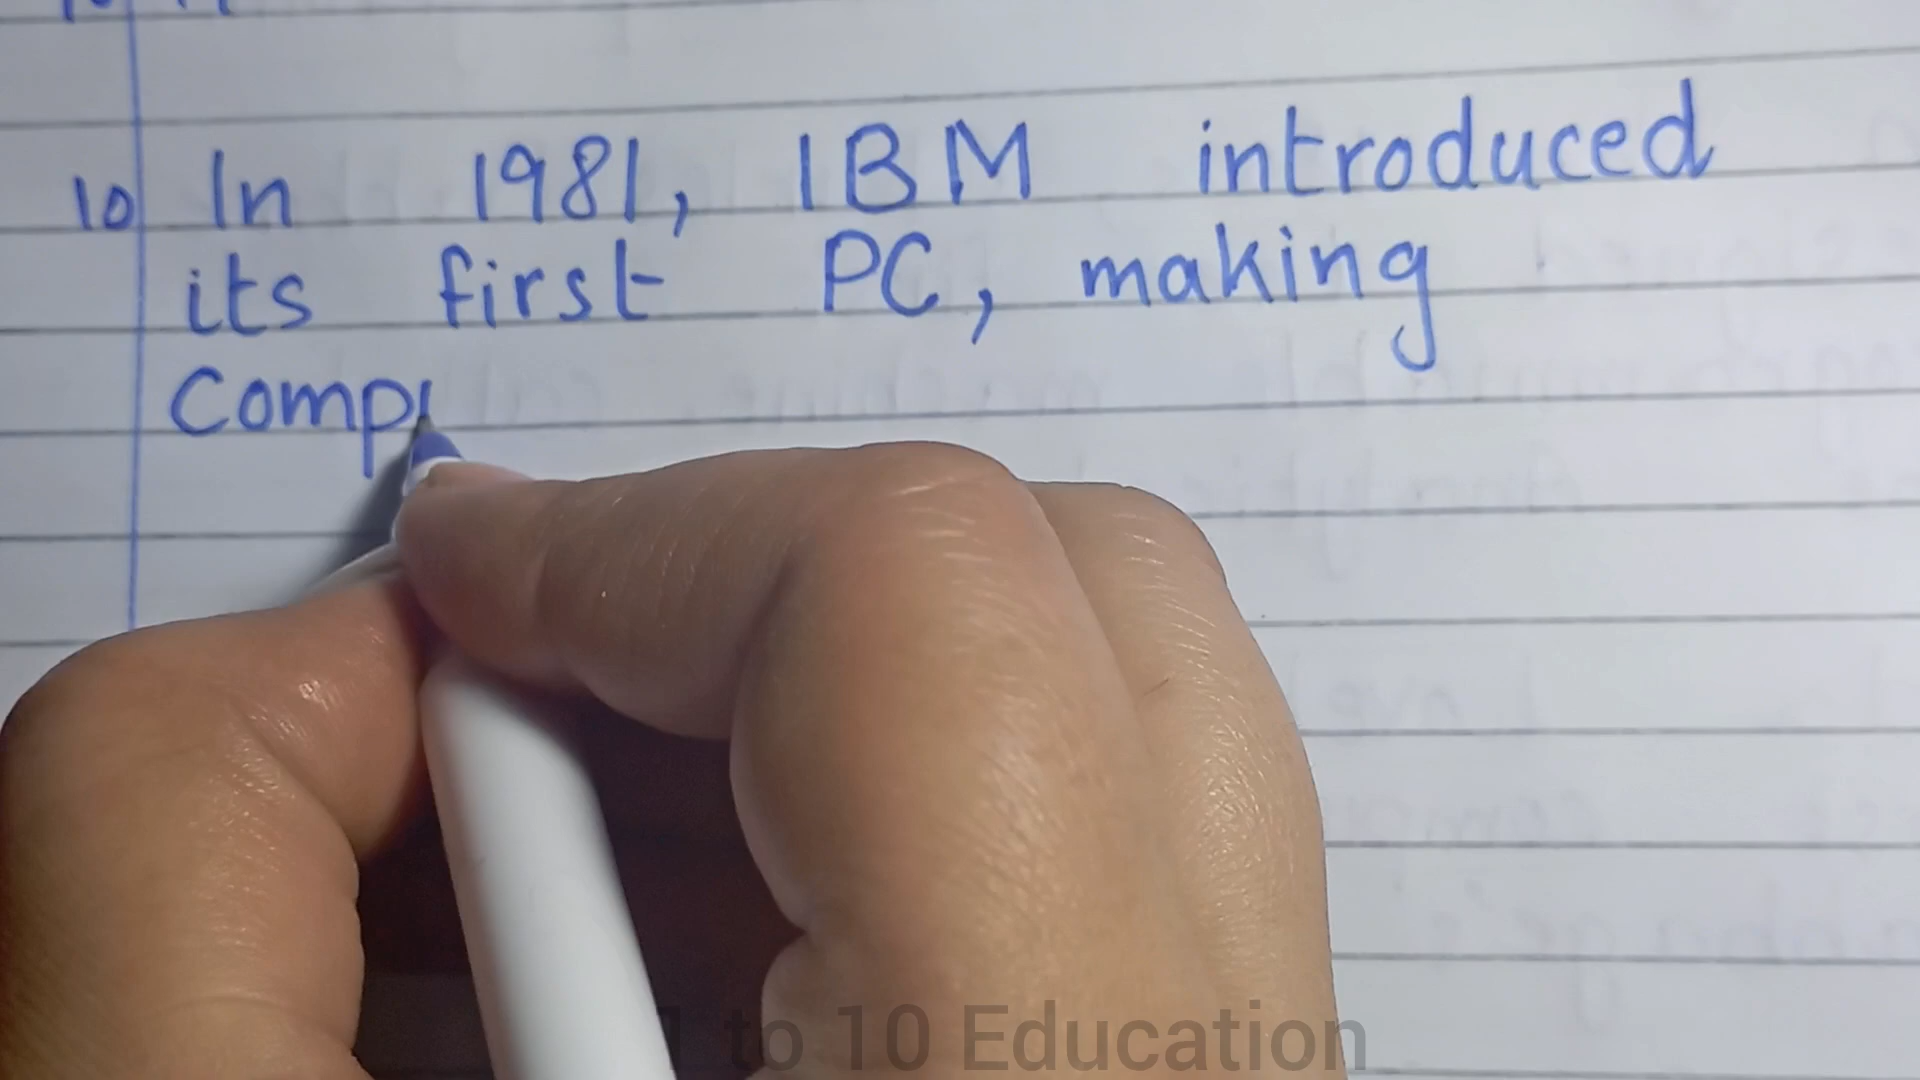 10 In 1981, IBM introduced
its first PC, making
Comp
1 to 10 Education